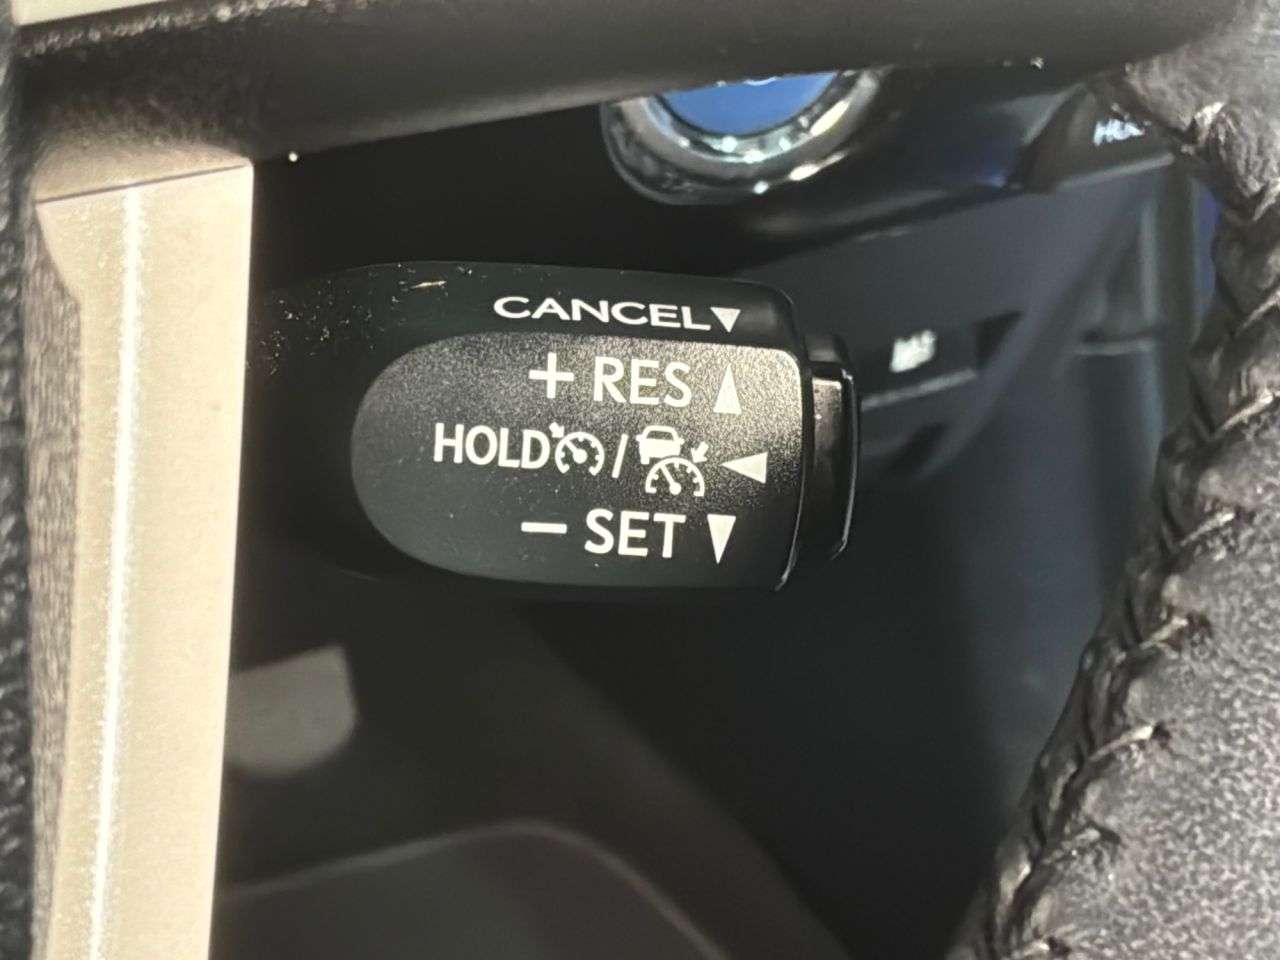 CANCEL
+ RES
HOLD /
− SET